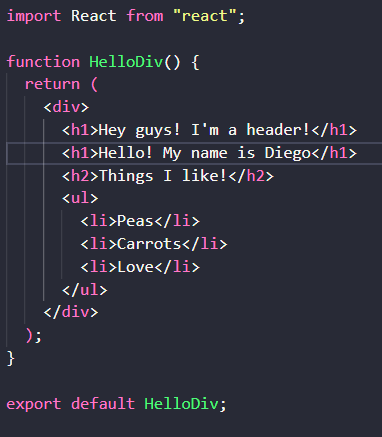 import React from "react";
function HelloDiv() {
return (
<div>
<h1>Hey guys! I'm a header!</h1>
<h1>Hello! My name is Diego</h1>
<h2>Things I like!</h2>
<ul>
<li>Peas</li>
<li>Carrots</li>
<li>Love</li>
</ul>
</div>
);
}
export default HelloDiv;